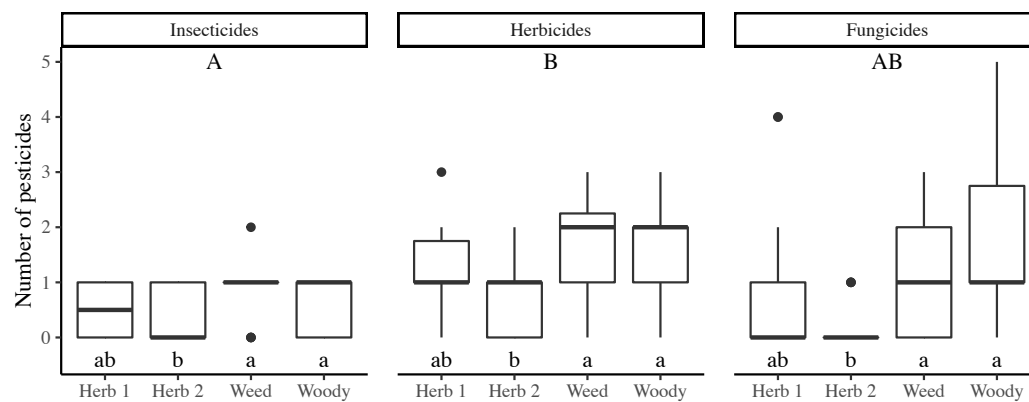 Insecticides Herbicides Fungicides
A B AB
Number of pesticides
5
4
3
2
1
0
ab b a a ab b a a ab b a a
Herb 1 Herb 2 Weed Woody Herb 1 Herb 2 Weed Woody Herb 1 Herb 2 Weed Woody